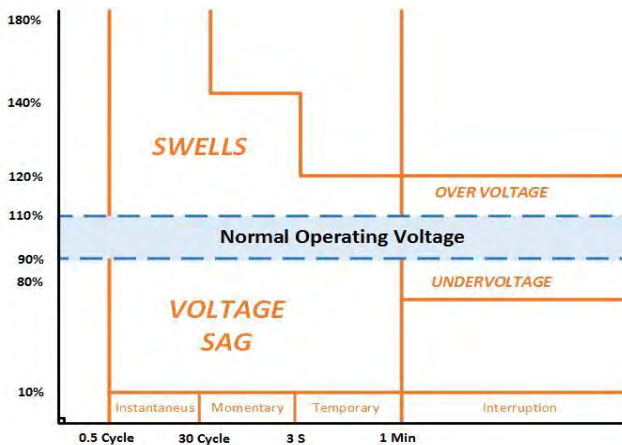 180%
140%
SWELLS
120%
OVER VOLTAGE
110%
Normal Operating Voltage
90%
80%
UNDERVOLTAGE
VOLTAGE
SAG
10%
Instantaneus
Momentary
Temporary
Interruption
0.5 Cycle
30 Cycle
3 S
1 Min